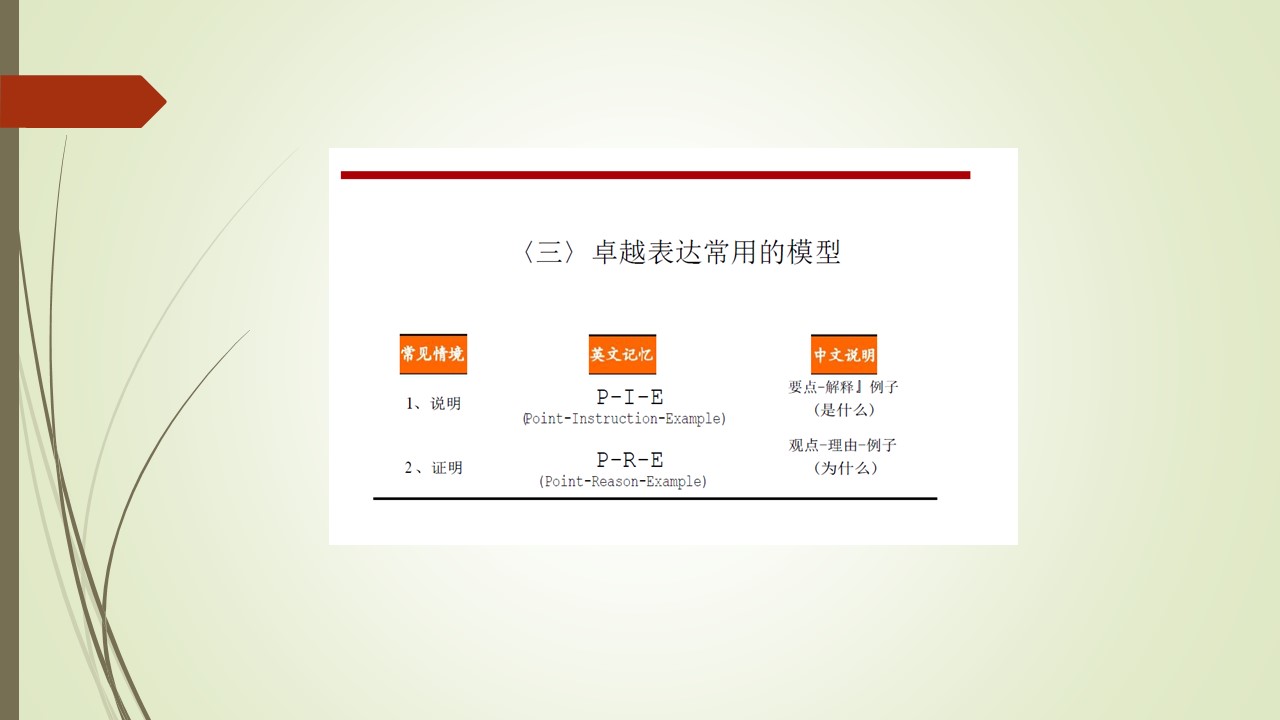 〈三〉卓越表达常用的模型
常见情境 英文记忆 中文说明
1、说明 P-I-E 要点-解释』例子
(Point-Instruction-Example) (是什么)
2、证明 P-R-E 观点-理由-例子
(Point-Reason-Example) (为什么)